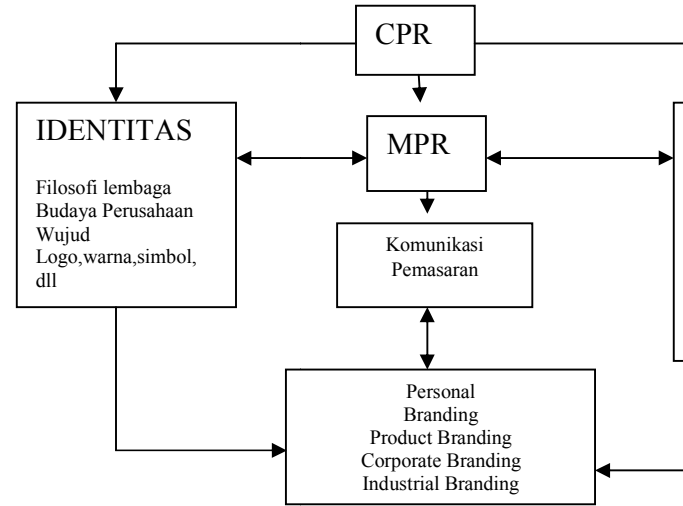 CPR
IDENTITAS
Filosofi lembaga
Budaya Perusahaan
Wujud
Logo,warna,simbol,
dll
MPR
Komunikasi
Pemasaran
Personal
Branding
Product Branding
Corporate Branding
Industrial Branding